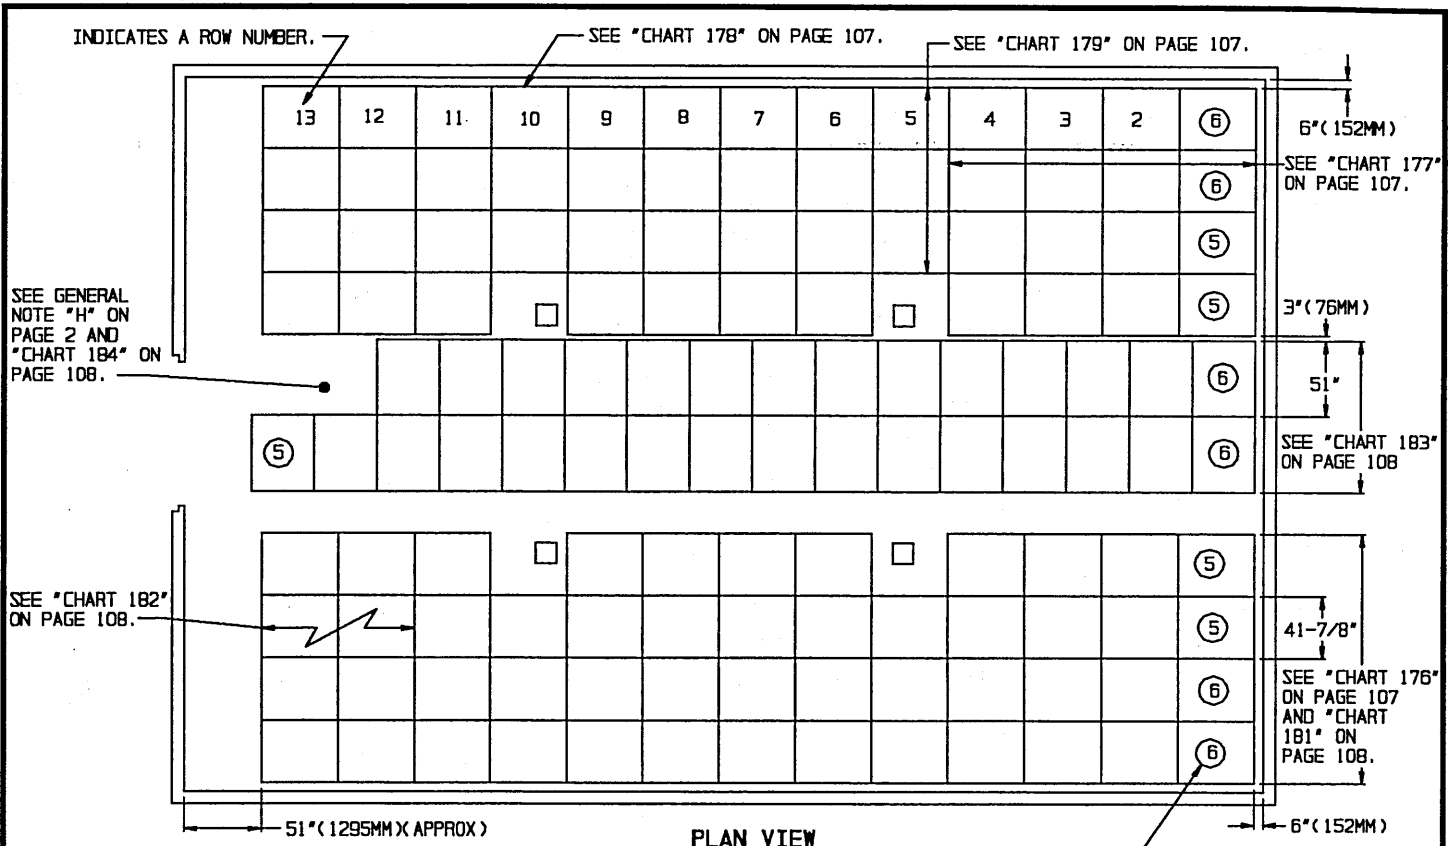 INDICATES A ROW NUMBER.
SEE "CHART 178" ON PAGE 107.
SEE "CHART 179" ON PAGE 107.
13 12 11 10 9 8 7 6 5 4 3 2 6
6"(152MM)
SEE "CHART 177"
ON PAGE 107.
6
5
5
3"(76MM)
SEE GENERAL
NOTE "H" ON
PAGE 2 AND
"CHART 184" ON
PAGE 108.
6
51"
5
6
SEE "CHART 183"
ON PAGE 108
5
SEE "CHART 182"
ON PAGE 108.
5
41-7/8"
6
SEE "CHART 176"
ON PAGE 107
AND "CHART
181" ON
PAGE 108.
6
51"(1295MM)(APPROX)
PLAN VIEW
6"(152MM)